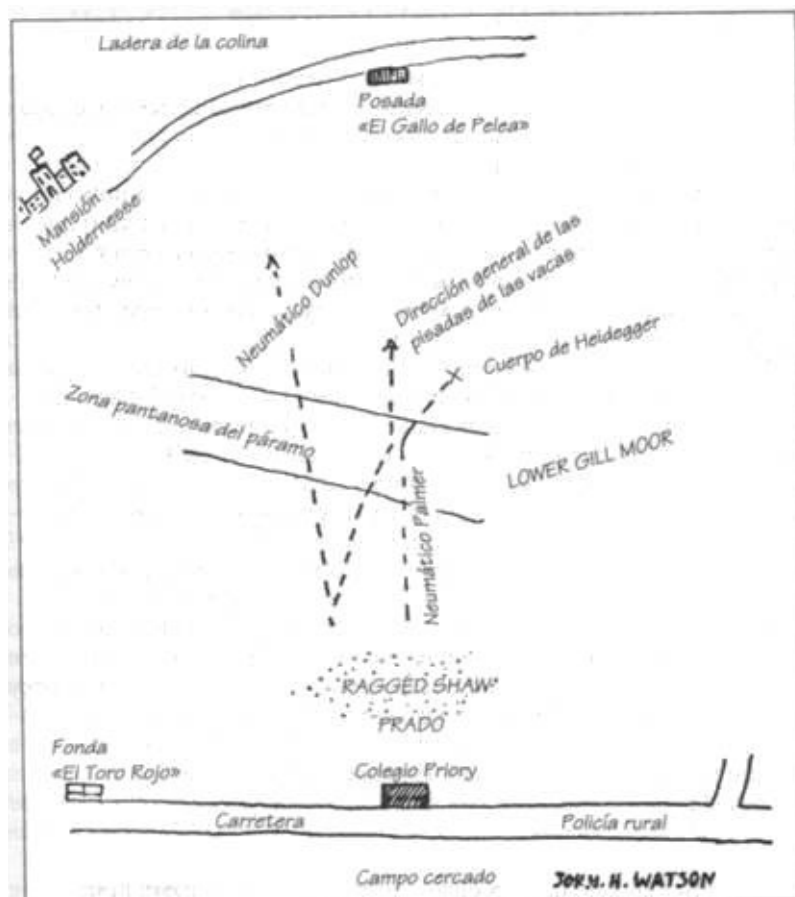 Ladera de la colina
Posada
«El Gallo de Pelea»
Mansión
Holdernesse
Neumático Dunlop
Dirección general de las
pisadas de las vacas
Cuerpo de Heidegger
Zona pantanosa del páramo
LOWER GILL MOOR
Neumático Palmer
RAGGED SHAW
PRADO
Fonda
«El Toro Rojo»
Colegio Priory
Carretera
Policía rural
Campo cercado
JOHN. H. WATSON